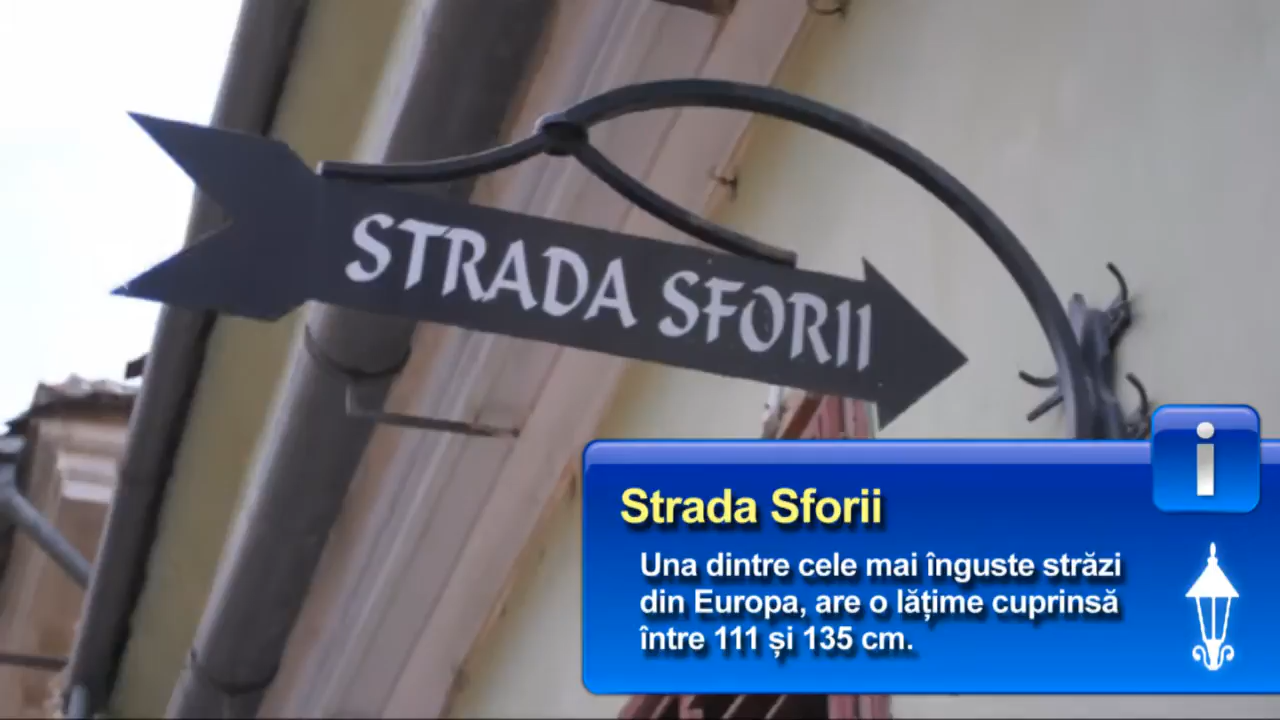 STRADA SFORII
i
Strada Sforii
Una dintre cele mai înguste străzi
din Europa, are o lățime cuprinsă
între 111 și 135 cm.